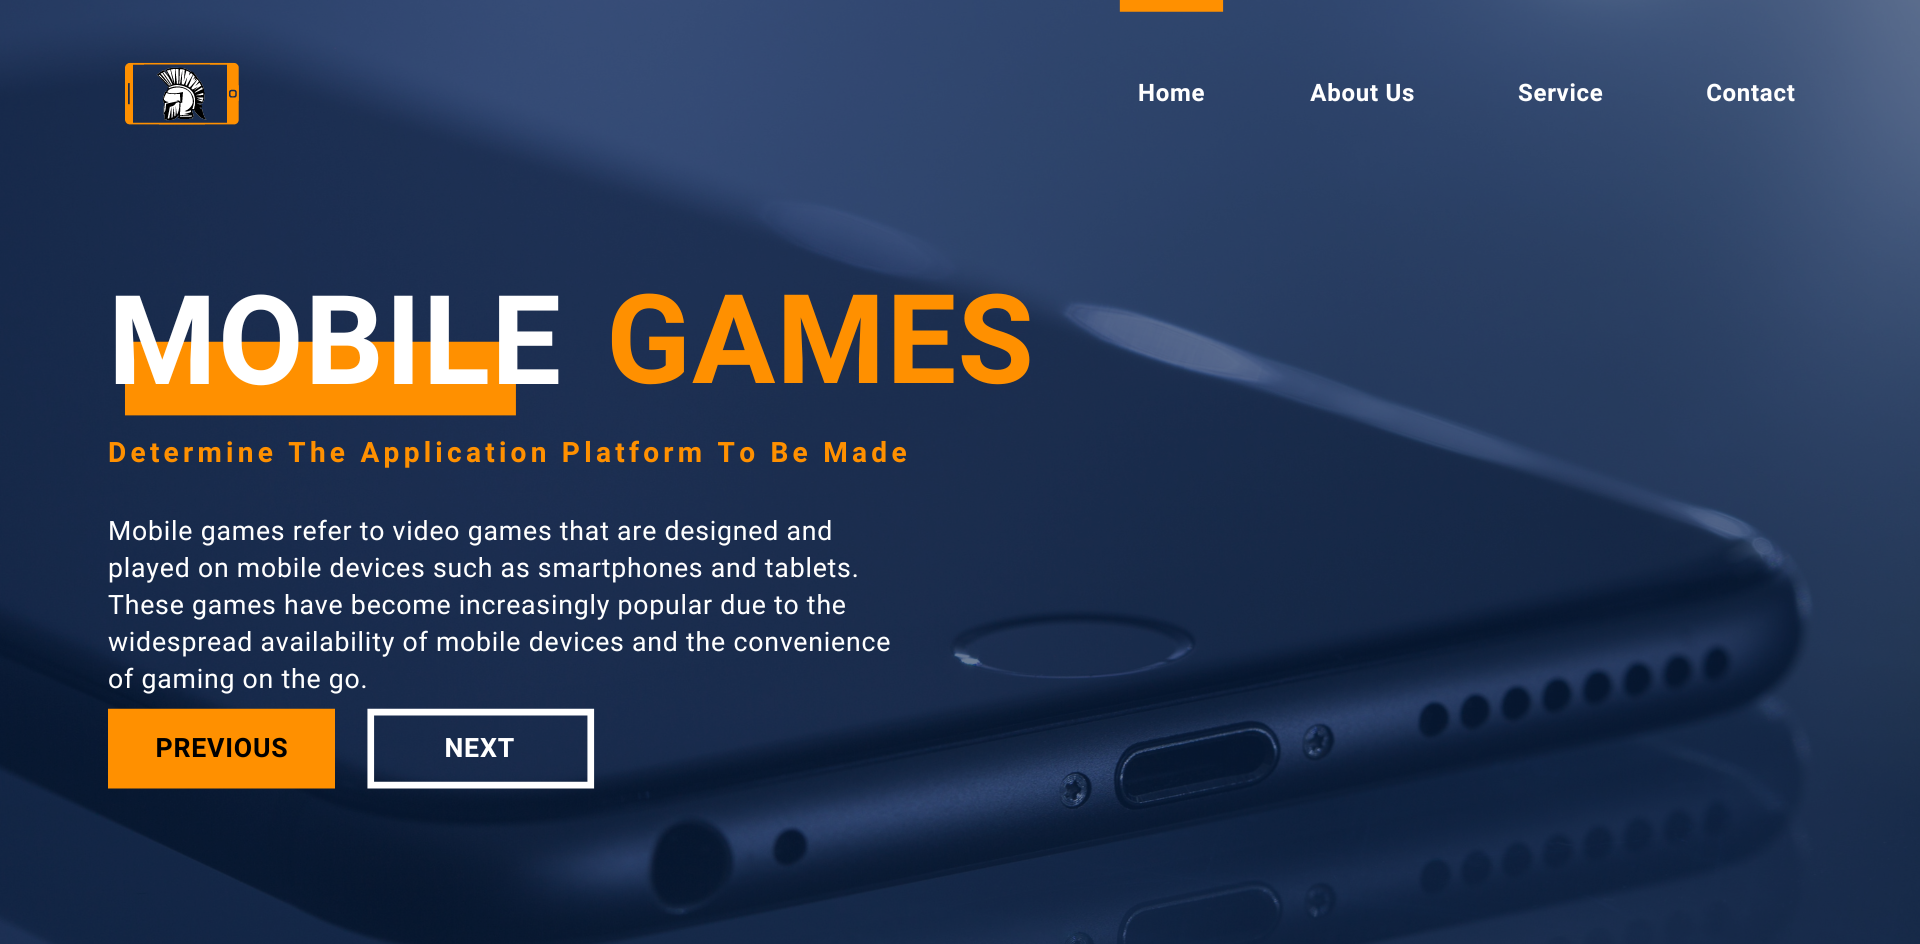 Home About Us Service Contact
MOBILE GAMES
Determine The Application Platform To Be Made
Mobile games refer to video games that are designed and
played on mobile devices such as smartphones and tablets.
These games have become increasingly popular due to the
widespread availability of mobile devices and the convenience
of gaming on the go.
PREVIOUS NEXT